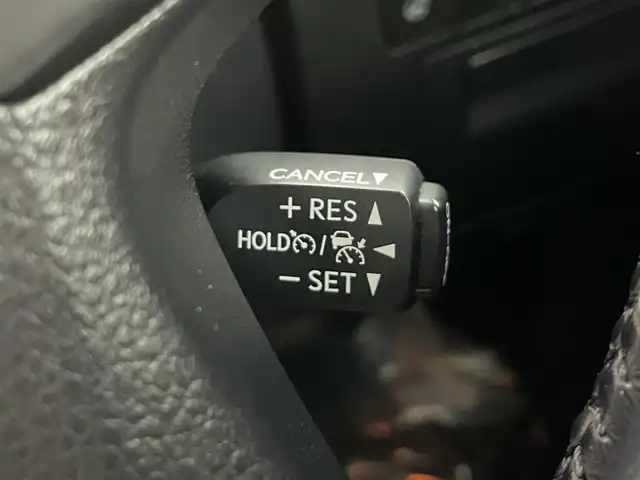 CANCEL▼
+ RES ▲
HOLD / ◄
- SET ▼